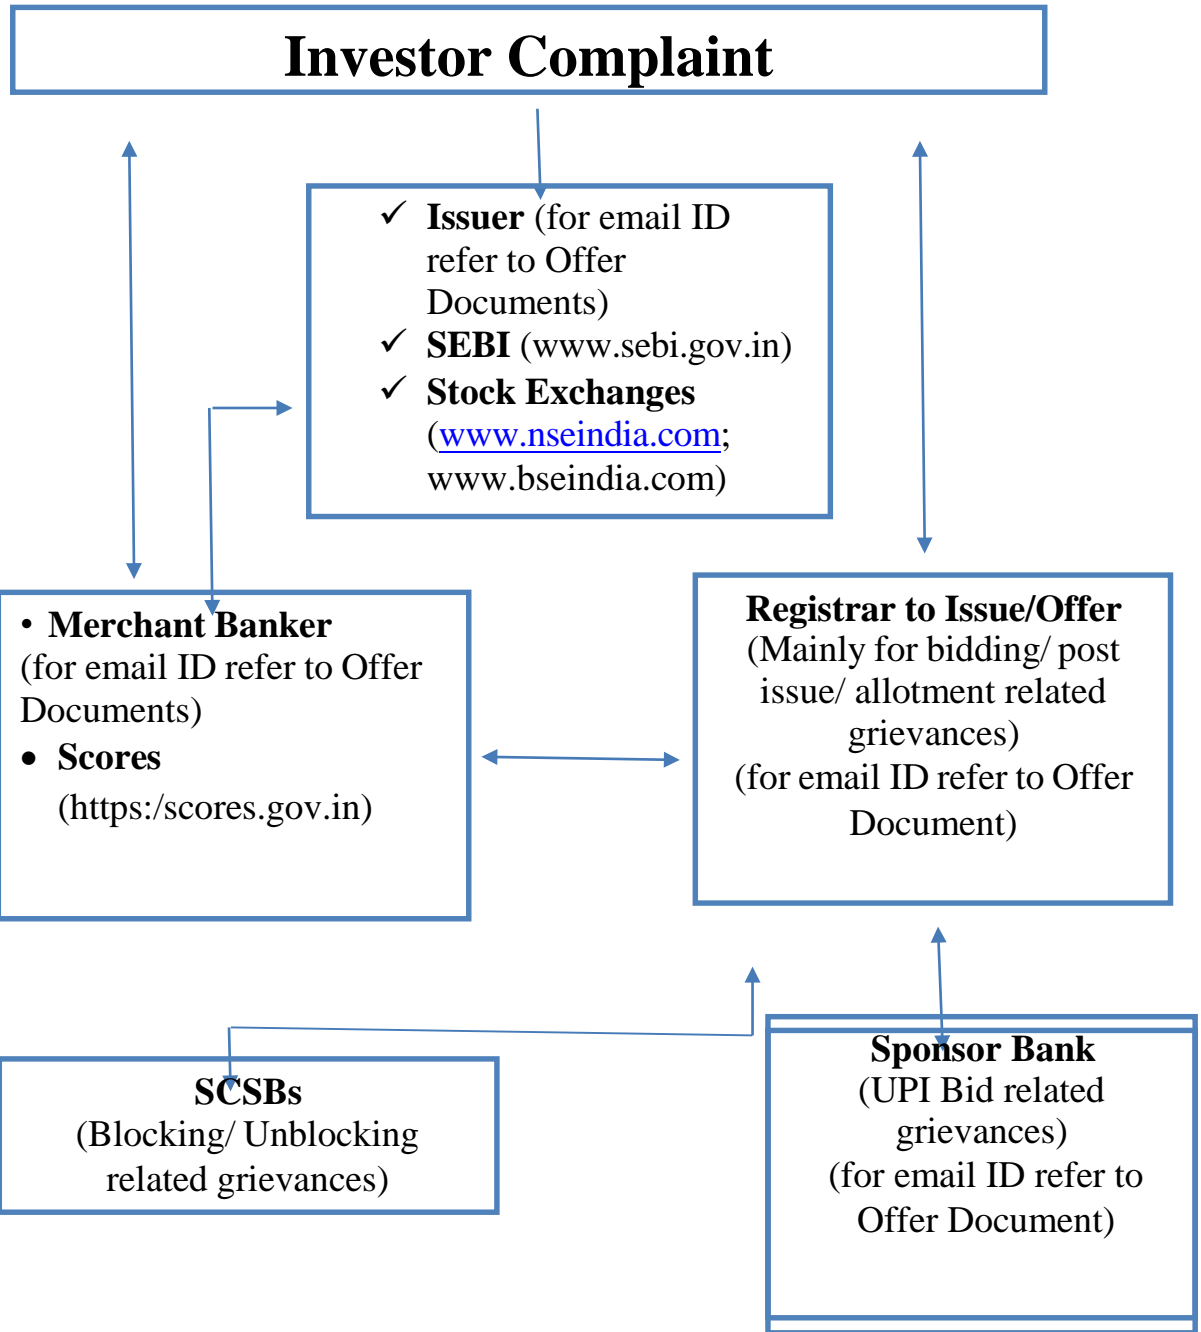 Investor Complaint
✓ Issuer (for email ID
refer to Offer
Documents)
✓ SEBI (www.sebi.gov.in)
✓ Stock Exchanges
(www.nseindia.com;
www.bseindia.com)
• Merchant Banker
(for email ID refer to Offer
Documents)
• Scores
(https:/scores.gov.in)
Registrar to Issue/Offer
(Mainly for bidding/ post
issue/ allotment related
grievances)
(for email ID refer to Offer
Document)
SCSBs
(Blocking/ Unblocking
related grievances)
Sponsor Bank
(UPI Bid related
grievances)
(for email ID refer to
Offer Document)